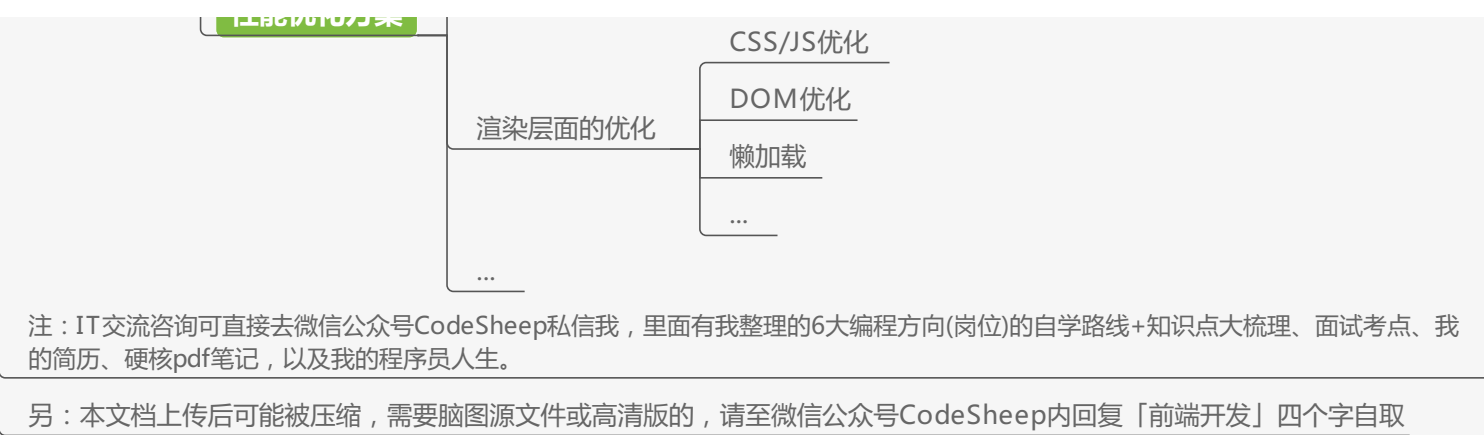 性能优化方案
CSS/JS优化
DOM优化
渲染层面的优化
懒加载
...
...
注：IT交流咨询可直接去微信公众号CodeSheep私信我，里面有我整理的6大编程方向(岗位)的自学路线+知识点大梳理、面试考点、我
的简历、硬核pdf笔记，以及我的程序员人生。
另：本文档上传后可能被压缩，需要脑图源文件或高清版的，请至微信公众号CodeSheep内回复「前端开发」四个字自取